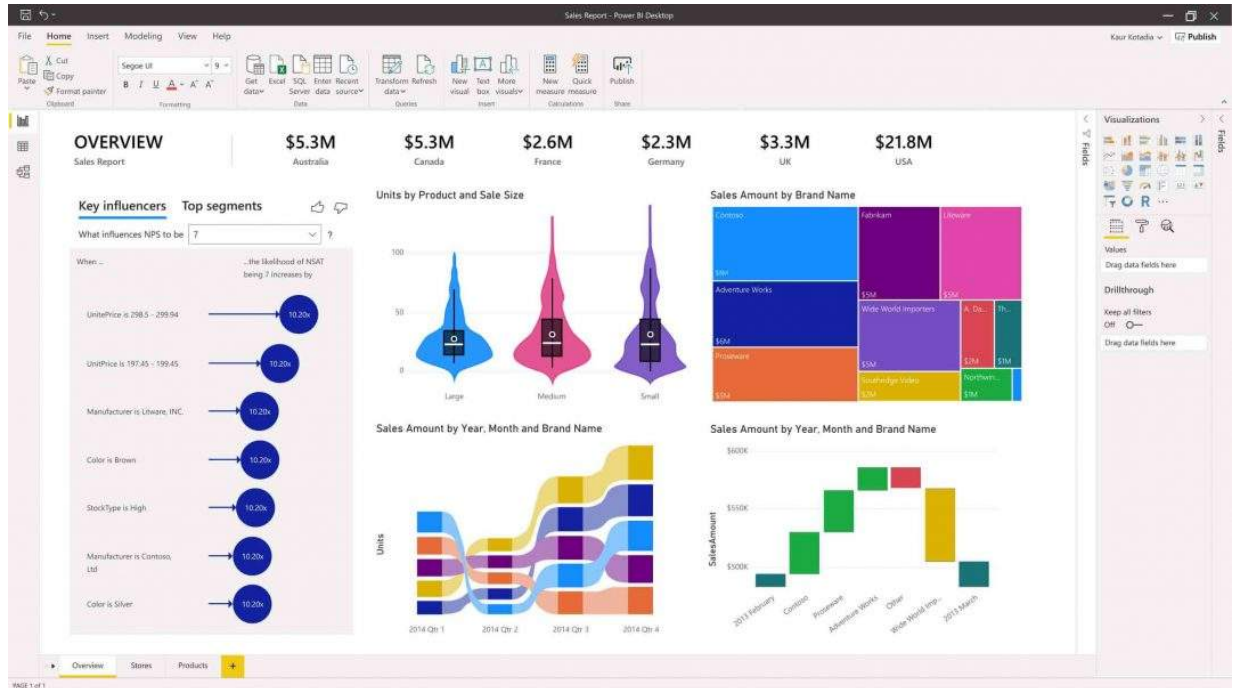 Sales Report - Power BI Desktop
File Home Insert Modeling View Help
Kaur Kotadia
Publish
Paste
Cut
Copy
Format painter
Clipboard
Segoe UI 9
B I U A A A
Formatting
Get data
Excel
SQL Server
Enter data
Recent source
Data
Transform data
Refresh
Queries
New visual
Text box
More visuals
Insert
New measure
Quick measure
Calculations
Publish
Share
OVERVIEW
Sales Report
$5.3M
Australia
$5.3M
Canada
$2.6M
France
$2.3M
Germany
$3.3M
UK
$21.8M
USA
Key influencers Top segments
What influences NPS to be 7 ?
When ...
...the likelihood of NSAT
being 7 increases by
UnitePrice is 298.5 - 299.94 10.20x
UnitPrice is 197.45 - 199.45 10.20x
Manufacturer is Litware, INC. 10.20x
Color is Brown 10.20x
StockType is High 10.20x
Manufacturer is Contoso,
Ltd 10.20x
Color is Silver 10.20x
Units by Product and Sale Size
100
50
0
Large Medium Small
Sales Amount by Brand Name
Contoso
$6M
Adventure Works
$6M
Proseware
$5M
Fabrikam
$5M
Liteware
$5M
Wide World Importers
$5M
Southridge Video
$2M
A. Da...
$2M
Th...
$1M
Northwin...
$1M
Sales Amount by Year, Month and Brand Name
Units
2014 Qtr 1 2014 Qtr 2 2014 Qtr 3 2014 Qtr 4
Sales Amount by Year, Month and Brand Name
SalesAmount
$600K
$550K
$500K
2013 February Contoso Proseware Adventure Works Other Wide World Imp... 2013 March
Fields
Visualizations
R ...
Values
Drag data fields here
Drillthrough
Keep all filters
Off
Drag data fields here
Fields
Overview Stores Products +
PAGE 1 of 1